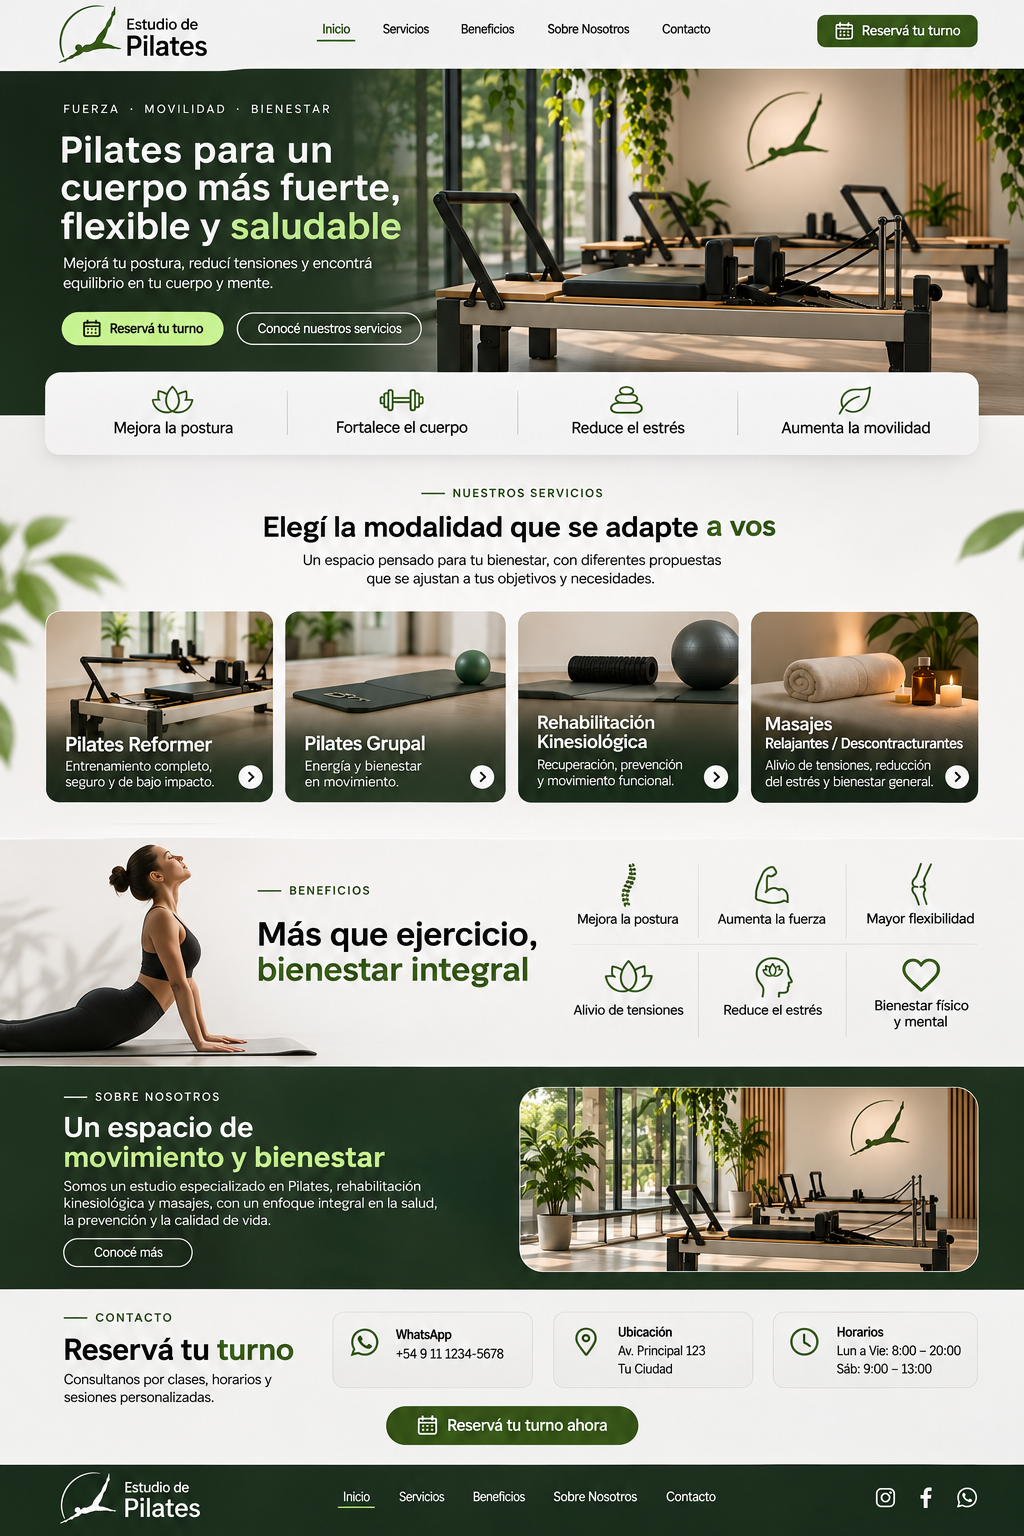 Estudio de
Pilates
Inicio
Servicios
Beneficios
Sobre Nosotros
Contacto
Reservá tu turno
FUERZA · MOVILIDAD · BIENESTAR
Pilates para un
cuerpo más fuerte,
flexible y saludable
Mejorá tu postura, reducí tensiones y encontrá
equilibrio en tu cuerpo y mente.
Reservá tu turno
Conocé nuestros servicios
Mejora la postura
Fortalece el cuerpo
Reduce el estrés
Aumenta la movilidad
NUESTROS SERVICIOS
Elegí la modalidad que se adapte a vos
Un espacio pensado para tu bienestar, con diferentes propuestas
que se ajustan a tus objetivos y necesidades.
Pilates Reformer
Entrenamiento completo,
seguro y de bajo impacto.
Pilates Grupal
Energía y bienestar
en movimiento.
Rehabilitación
Kinesiológica
Recuperación, prevención
y movimiento funcional.
Masajes
Relajantes / Descontracturantes
Alivio de tensiones, reducción
del estrés y bienestar general.
BENEFICIOS
Más que ejercicio,
bienestar integral
Mejora la postura
Aumenta la fuerza
Mayor flexibilidad
Alivio de tensiones
Reduce el estrés
Bienestar físico
y mental
SOBRE NOSOTROS
Un espacio de
movimiento y bienestar
Somos un estudio especializado en Pilates, rehabilitación
kinesiológica y masajes, con un enfoque integral en la salud,
la prevención y la calidad de vida.
Conocé más
CONTACTO
Reservá tu turno
Consultanos por clases, horarios y
sesiones personalizadas.
WhatsApp
+54 9 11 1234-5678
Ubicación
Av. Principal 123
Tu Ciudad
Horarios
Lun a Vie: 8:00 – 20:00
Sáb: 9:00 – 13:00
Reservá tu turno ahora
Estudio de
Pilates
Inicio
Servicios
Beneficios
Sobre Nosotros
Contacto